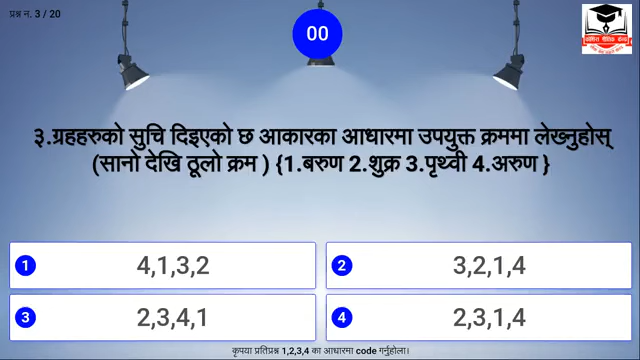 प्रश्न न. 3 / 20
00
३.ग्रहहरुको सुचि दिइएको छ आकारका आधारमा उपयुक्त क्रममा लेख्नुहोस्
(सानो देखि ठूलो क्रम ) {1.बरुण 2.शुक्र 3.पृथ्वी 4.अरुण }
1 4,1,3,2
2 3,2,1,4
3 2,3,4,1
4 2,3,1,4
कृपया प्रतिप्रश्न 1,2,3,4 का आधारमा code गर्नुहोला।